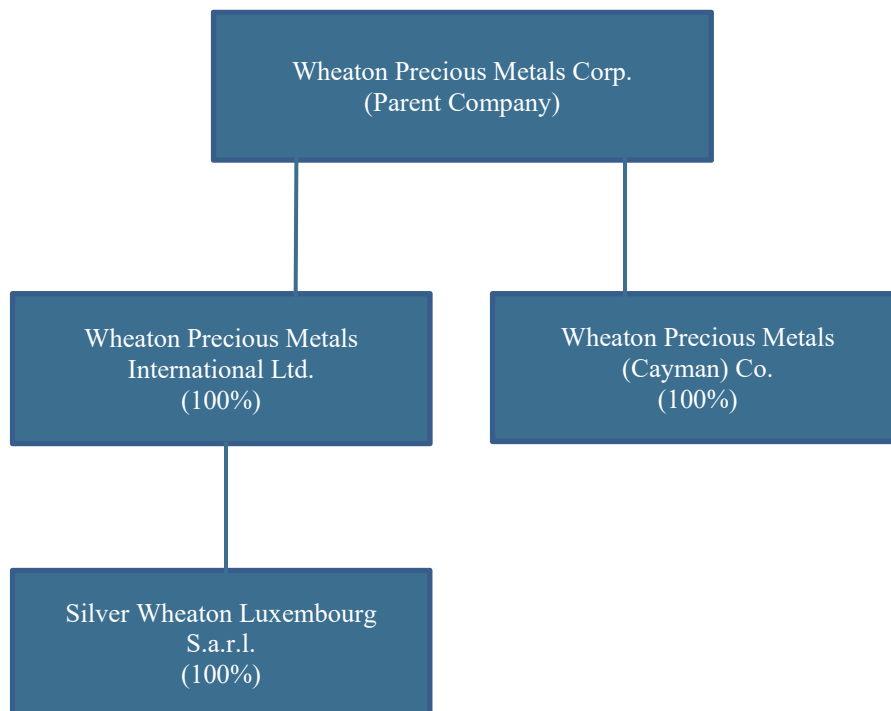 Wheaton Precious Metals Corp.
(Parent Company)
Wheaton Precious Metals
International Ltd.
(100%)
Wheaton Precious Metals
(Cayman) Co.
(100%)
Silver Wheaton Luxembourg
S.a.r.l.
(100%)